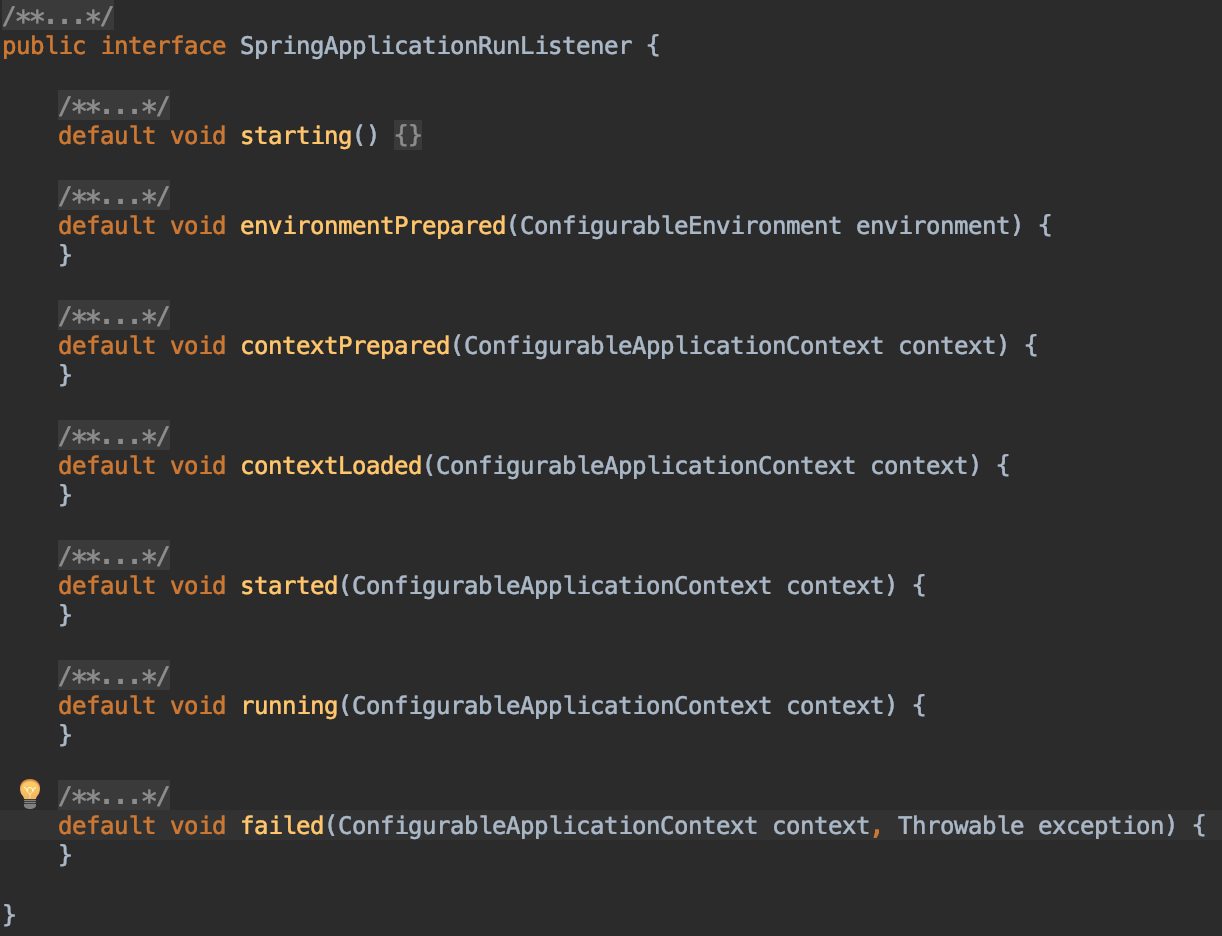 /**...*/
public interface SpringApplicationRunListener {
/**...*/
default void starting() {}
/**...*/
default void environmentPrepared(ConfigurableEnvironment environment) {
}
/**...*/
default void contextPrepared(ConfigurableApplicationContext context) {
}
/**...*/
default void contextLoaded(ConfigurableApplicationContext context) {
}
/**...*/
default void started(ConfigurableApplicationContext context) {
}
/**...*/
default void running(ConfigurableApplicationContext context) {
}
/**...*/
default void failed(ConfigurableApplicationContext context, Throwable exception) {
}
}